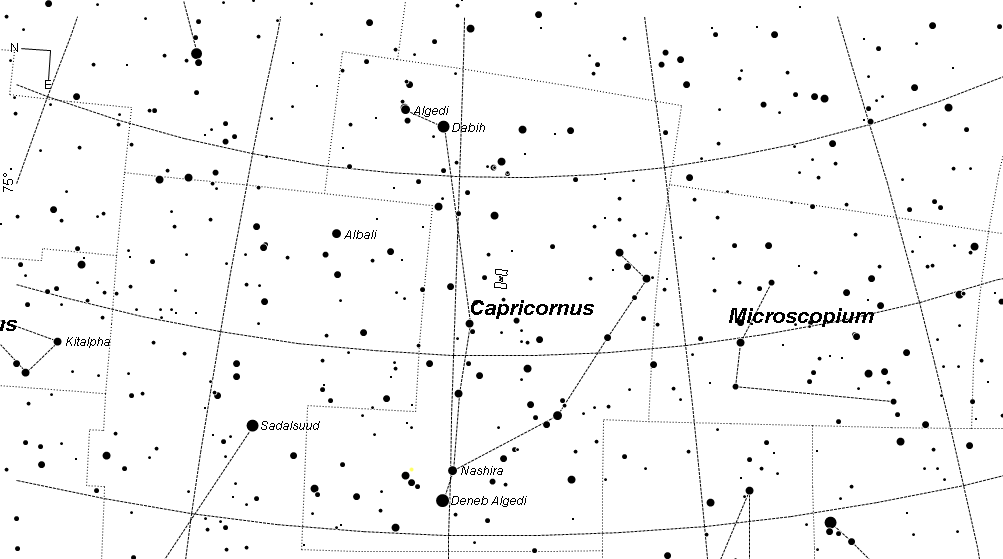 N
E
Algedi
Dabih
75°
Albali
Capricornus
Microscopium
us
Kitalpha
Sadalsuud
Nashira
Deneb Algedi